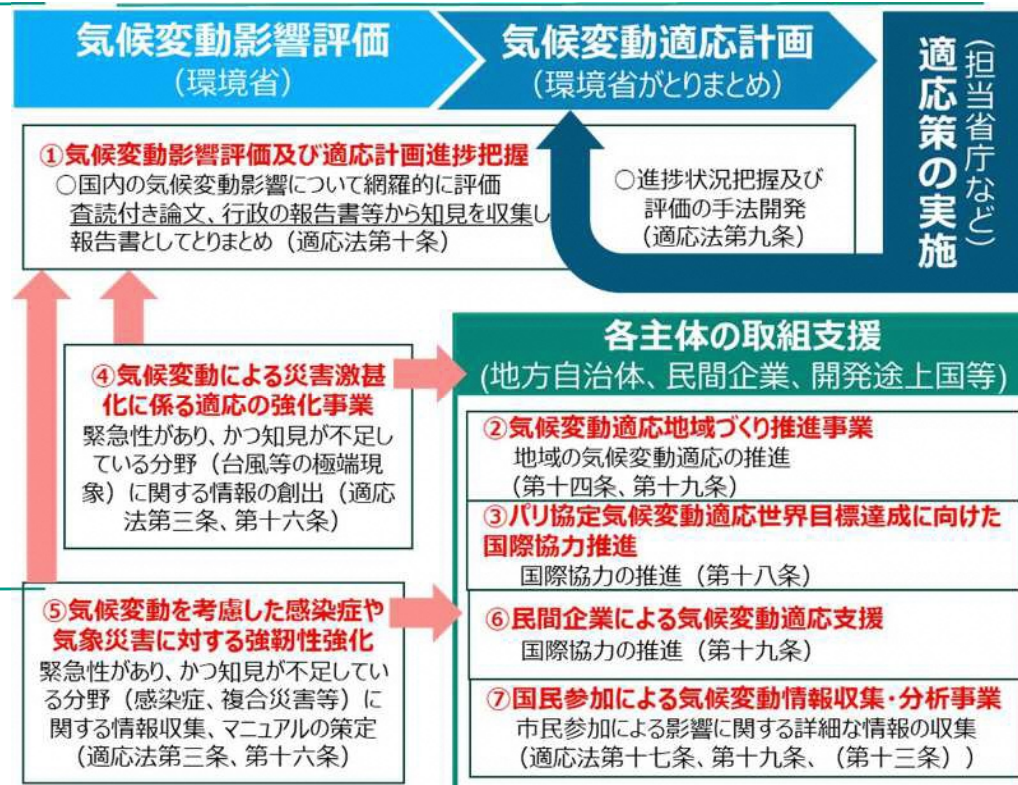 気候変動影響評価
(環境省)
気候変動適応計画
(環境省がとりまとめ)
適応策の実施
(担当省庁など)
①気候変動影響評価及び適応計画進捗把握
○国内の気候変動影響について網羅的に評価
査読付き論文、行政の報告書等から知見を収集し
報告書としてとりまとめ（適応法第十条）
○進捗状況把握及び
評価の手法開発
（適応法第九条）
④気候変動による災害激甚
化に係る適応の強化事業
緊急性があり、かつ知見が不足し
ている分野（台風等の極端現
象）に関する情報の創出（適応
法第三条、第十六条）
⑤気候変動を考慮した感染症や
気象災害に対する強靭性強化
緊急性があり、かつ知見が不足してい
る分野（感染症、複合災害等）に
関する情報収集、マニュアルの策定
（適応法第三条、第十六条）
各主体の取組支援
(地方自治体、民間企業、開発途上国等)
②気候変動適応地域づくり推進事業
地域の気候変動適応の推進
（第十四条、第十九条）
③パリ協定気候変動適応世界目標達成に向けた
国際協力推進
国際協力の推進（第十八条）
⑥民間企業による気候変動適応支援
国際協力の推進（第十九条）
⑦国民参加による気候変動情報収集・分析事業
市民参加による影響に関する詳細な情報の収集
（適応法第十七条、第十九条、（第十三条））